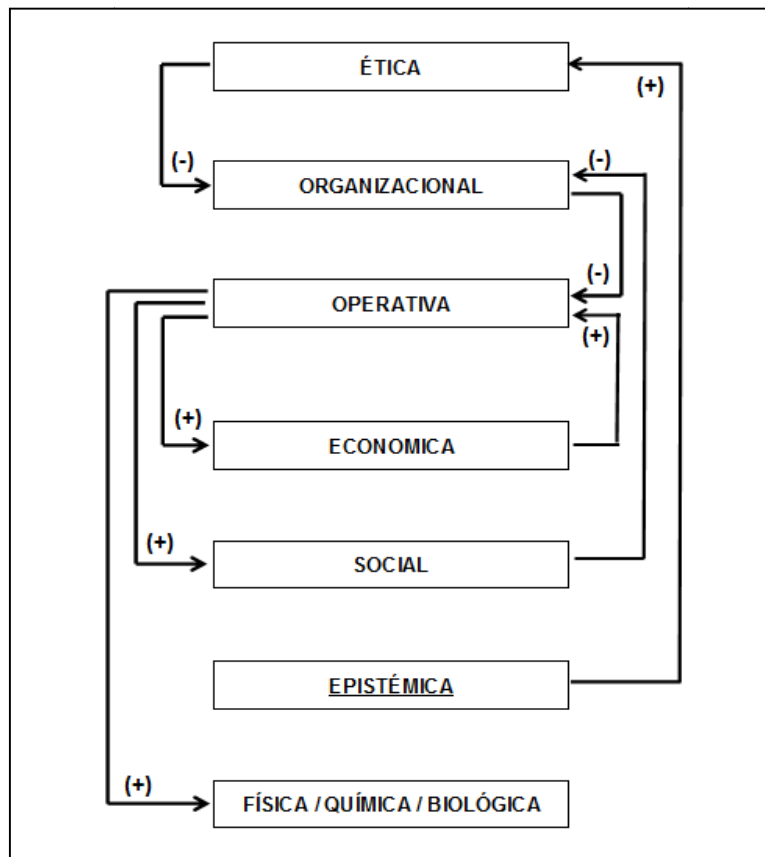 ÉTICA
(+)
(-)
(-)
ORGANIZACIONAL
(-)
OPERATIVA
(+)
(+)
ECONOMICA
(+)
SOCIAL
EPISTÉMICA
(+)
FÍSICA / QUÍMICA / BIOLÓGICA